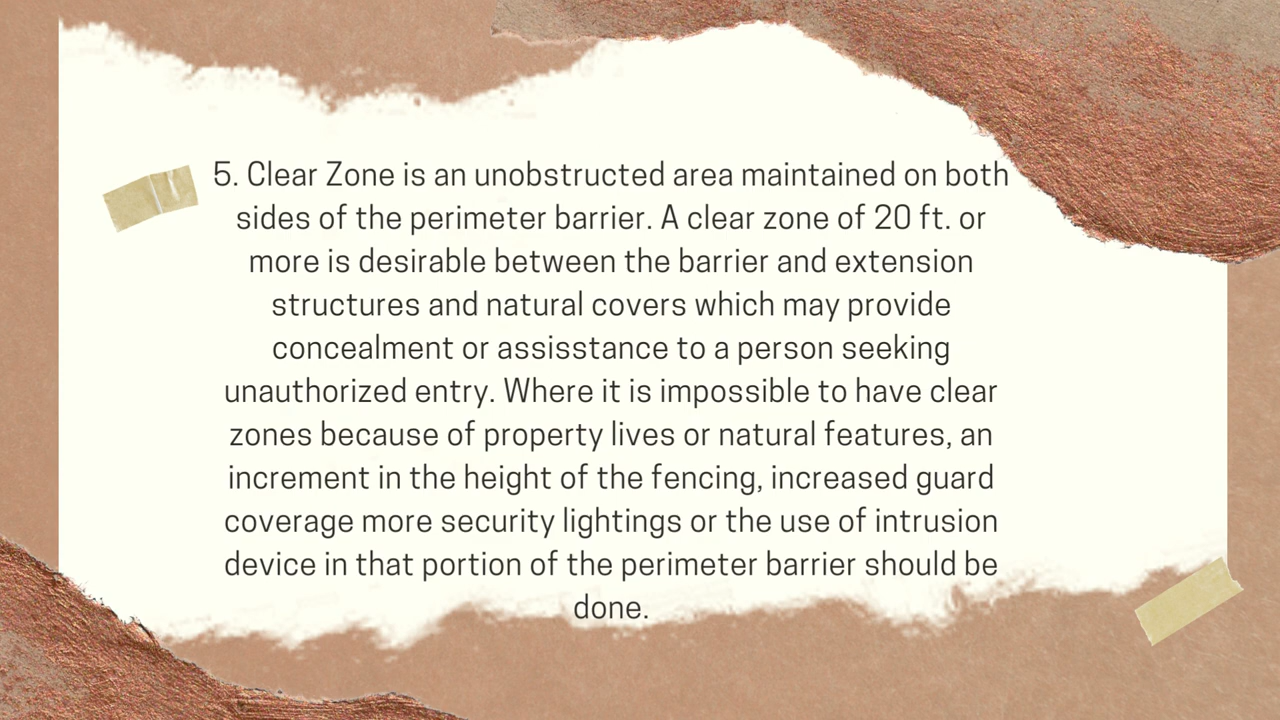 5. Clear Zone is an unobstructed area maintained on both
sides of the perimeter barrier. A clear zone of 20 ft. or
more is desirable between the barrier and extension
structures and natural covers which may provide
concealment or assisstance to a person seeking
unauthorized entry. Where it is impossible to have clear
zones because of property lives or natural features, an
increment in the height of the fencing, increased guard
coverage more security lightings or the use of intrusion
device in that portion of the perimeter barrier should be
done.